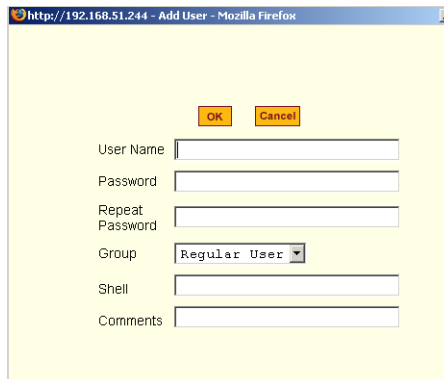 http://192.168.51.244 - Add User - Mozilla Firefox
OK Cancel
User Name
Password
Repeat
Password
Group Regular User
Shell
Comments